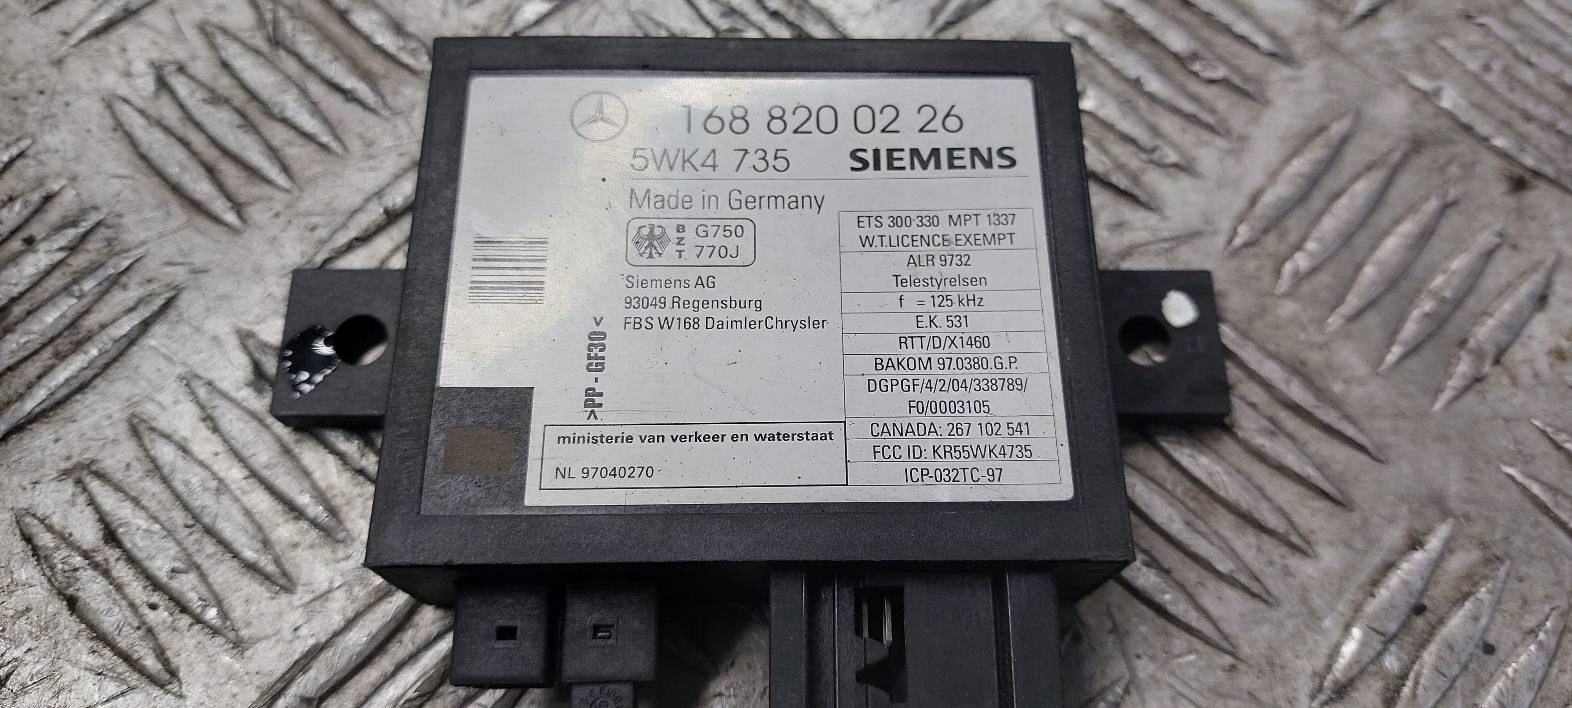 168 820 02 26
5WK4 735 SIEMENS
Made in Germany
BZT G750 770J
Siemens AG
93049 Regensburg
FBS W168 DaimlerChrysler
>PP-GF30<
ministerie van verkeer en waterstaat
NL 97040270
ETS 300·330 MPT 1337
W.T.LICENCE EXEMPT
ALR 9732
Telestyrelsen
f = 125 kHz
E.K. 531
RTT/D/X1460
BAKOM 97.0380.G.P.
DGPGF/4/2/04/338789/
F0/0003105
CANADA: 267 102 541
FCC ID: KR55WK4735
ICP-032TC-97